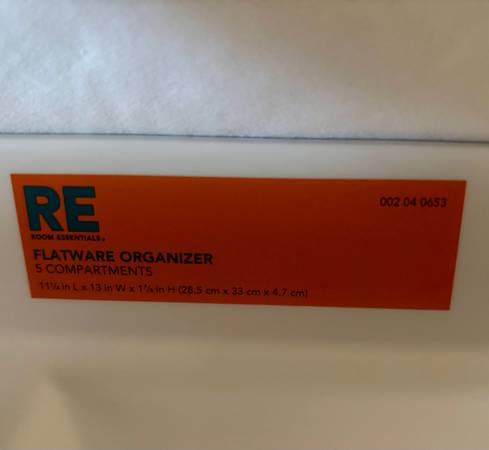 RE
002 04 0653
ROOM ESSENTIALS®
FLATWARE ORGANIZER
5 COMPARTMENTS
11¼ in L x 13 in W x 1⅞ in H (28.5 cm x 33 cm x 4.7 cm)